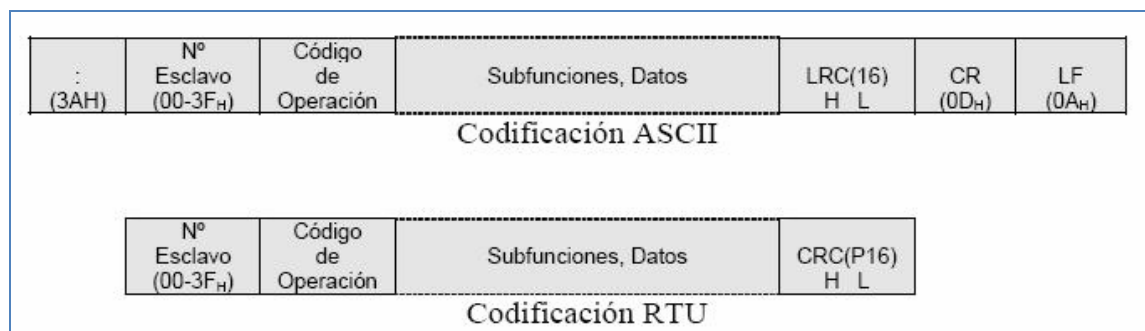 :
(3AH)
Nº
Esclavo
(00-3FH)
Código
de
Operación
Subfunciones, Datos
LRC(16)
H L
CR
(0DH)
LF
(0AH)
Codificación ASCII
Nº
Esclavo
(00-3FH)
Código
de
Operación
Subfunciones, Datos
CRC(P16)
H L
Codificación RTU